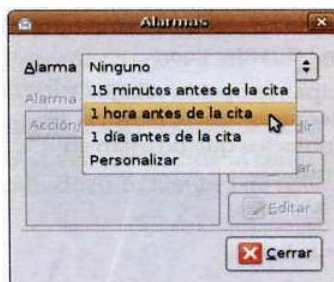 Alarmas
Alarma Ninguno
15 minutos antes de la cita
Alarma
1 hora antes de la cita
Acción/
1 día antes de la cita
Personalizar
Editar
Cerrar